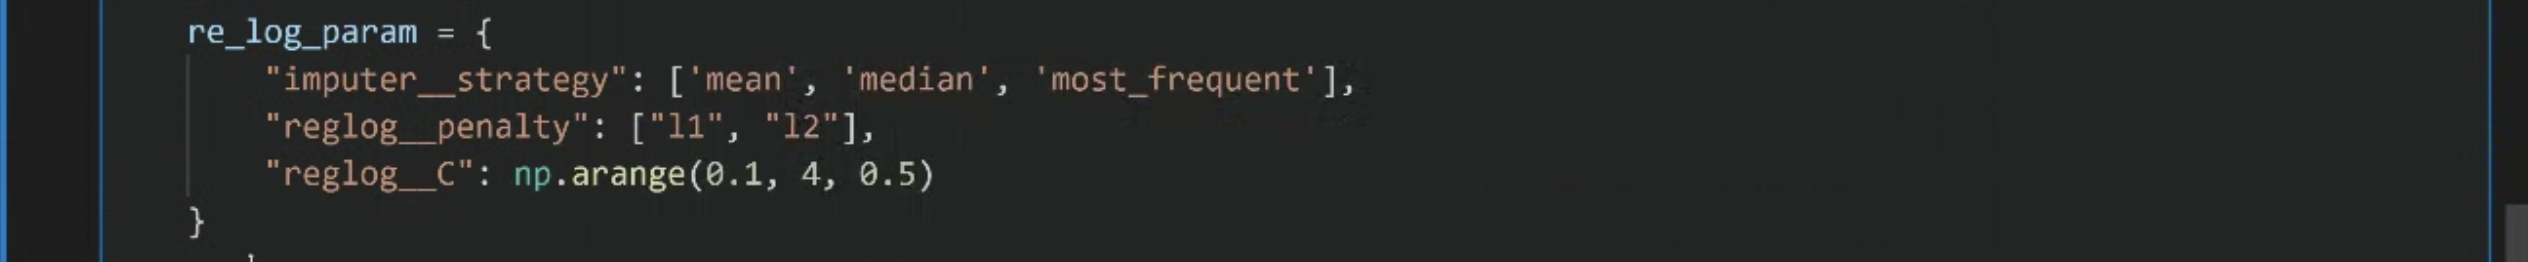 re_log_param = {
    "imputer__strategy": ['mean', 'median', 'most_frequent'],
    "reglog__penalty": ["l1", "l2"],
    "reglog__C": np.arange(0.1, 4, 0.5)
}